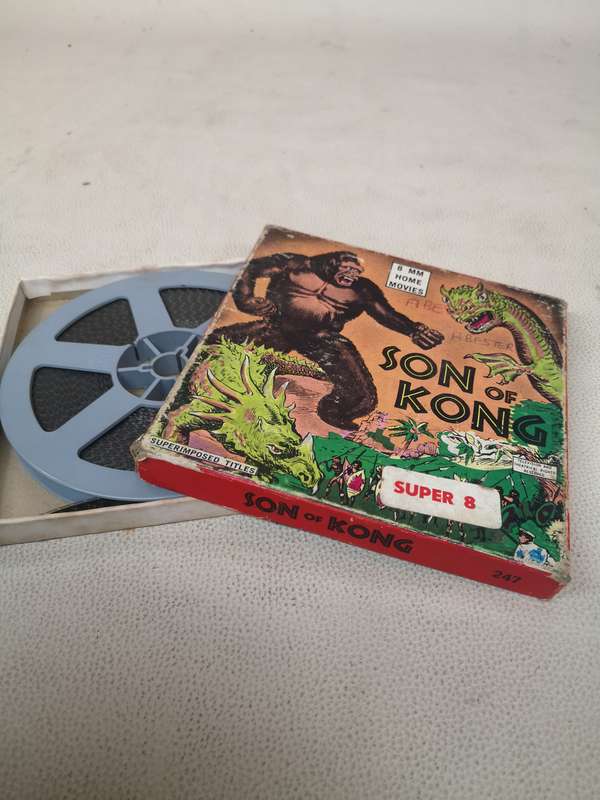 8 MM
HOME
MOVIES
SON OF
KONG
SUPERIMPOSED TITLES
SUPER 8
SON OF KONG
247